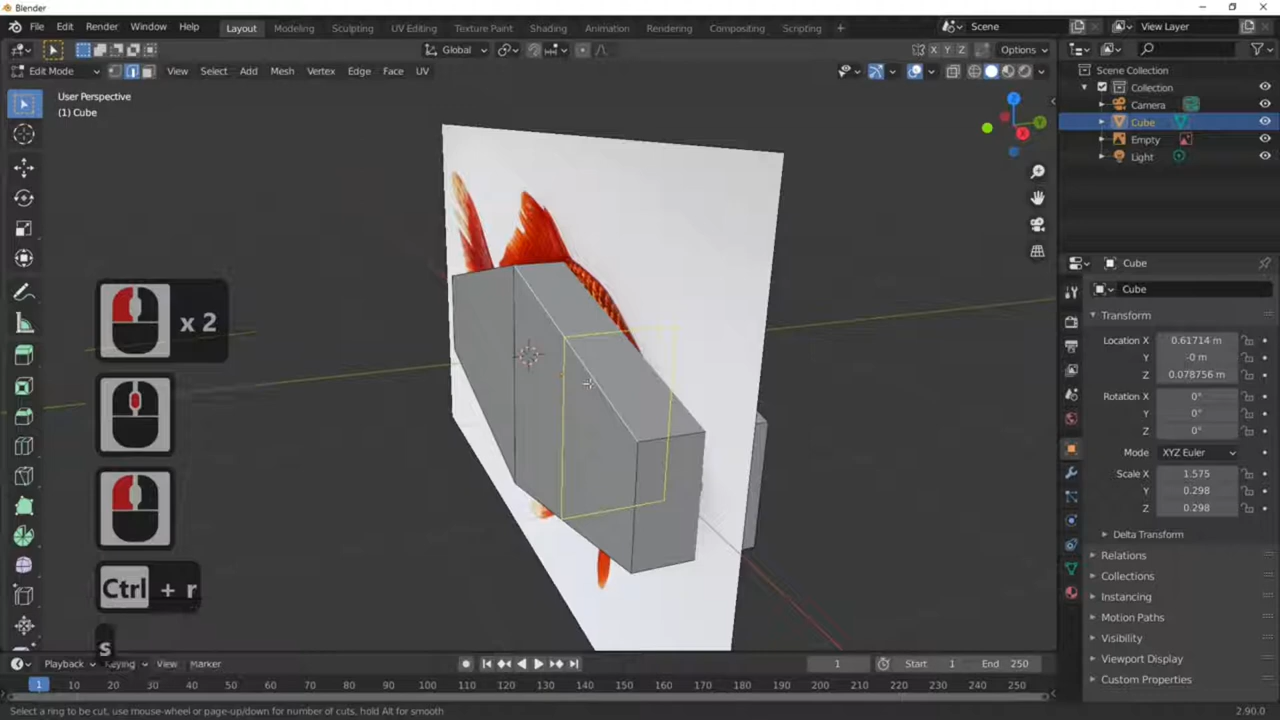 Blender
File Edit Render Window Help Layout Modeling Sculpting UV Editing Texture Paint Shading Animation Rendering Compositing Scripting + Scene View Layer
Global Options X Y Z
Edit Mode View Select Add Mesh Vertex Edge Face UV
User Perspective
(1) Cube
Z
Y
X
Scene Collection
Collection
Camera
Cube
Empty
Light
x 2
Ctrl + r
s
Cube
Cube
Transform
Location X 0.61714 m
Y -0 m
Z 0.078756 m
Rotation X 0°
Y 0°
Z 0°
Mode XYZ Euler
Scale X 1.575
Y 0.298
Z 0.298
Delta Transform
Relations
Collections
Instancing
Motion Paths
Visibility
Viewport Display
Custom Properties
Playback Keying View Marker 1 Start 1 End 250
1 10 20 30 40 50 60 70 80 90 100 110 120 130 140 150 160 170 180 190 200 210 220 230 240 250
Select a ring to be cut, use mouse-wheel or page-up/down for number of cuts, hold Alt for smooth 2.90.0